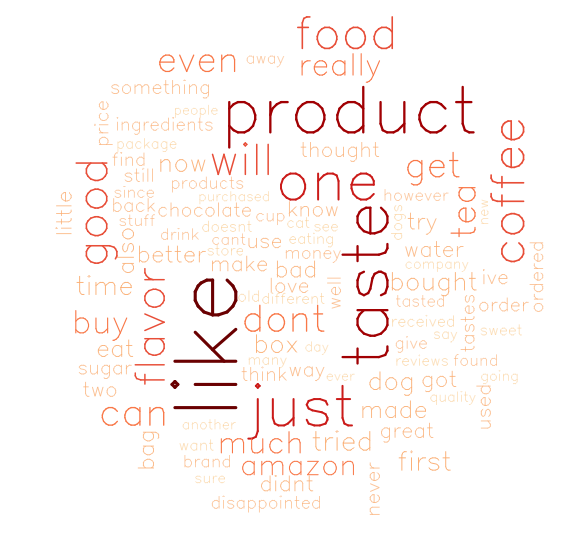 food
even
away
really
something
product
people
price
ingredients
package
thought
coffee
find
now
will
get
good
still
one
products
however
since
purchased
little
back
chocolate
know
taste
dogs
try
tea
new
stuff
cup
cat
see
also
drink
doesnt
cant
use
eating
water
better
store
money
company
time
make
bad
well
bought
ive
ordered
flavor
like
love
old
different
tasted
order
buy
dont
received
tastes
say
sweet
eat
box
day
give
reviews
found
sugar
many
think
way
ever
dog
got
going
two
can
just
made
used
quality
another
great
bag
want
much
tried
brand
amazon
first
sure
didnt
never
disappointed